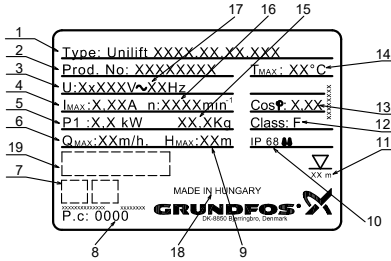 17 16 15
1 Type: Unilift XXXX.XX.XX.XXX
2 Prod. No: XXXXXXXX TMAX: XX°C 14
3 U:XxXXXV~XXHz
4 IMAX:X.XXA n:XXXXmin-1 Cosφ: X,XX 13
XXXXXXXX
5 P1 :X,X kW XX,XKg Class: F 12
6 QMAX:XXm/h. HMAX:XXm IP 68
19 XX m 11
7 10
MADE IN HUNGARY
XXXXXXXXXXXXX XXXXXXX
P.c: 0000 GRUNDFOS
DK-8850 Bjerringbro, Denmark
8 18 9